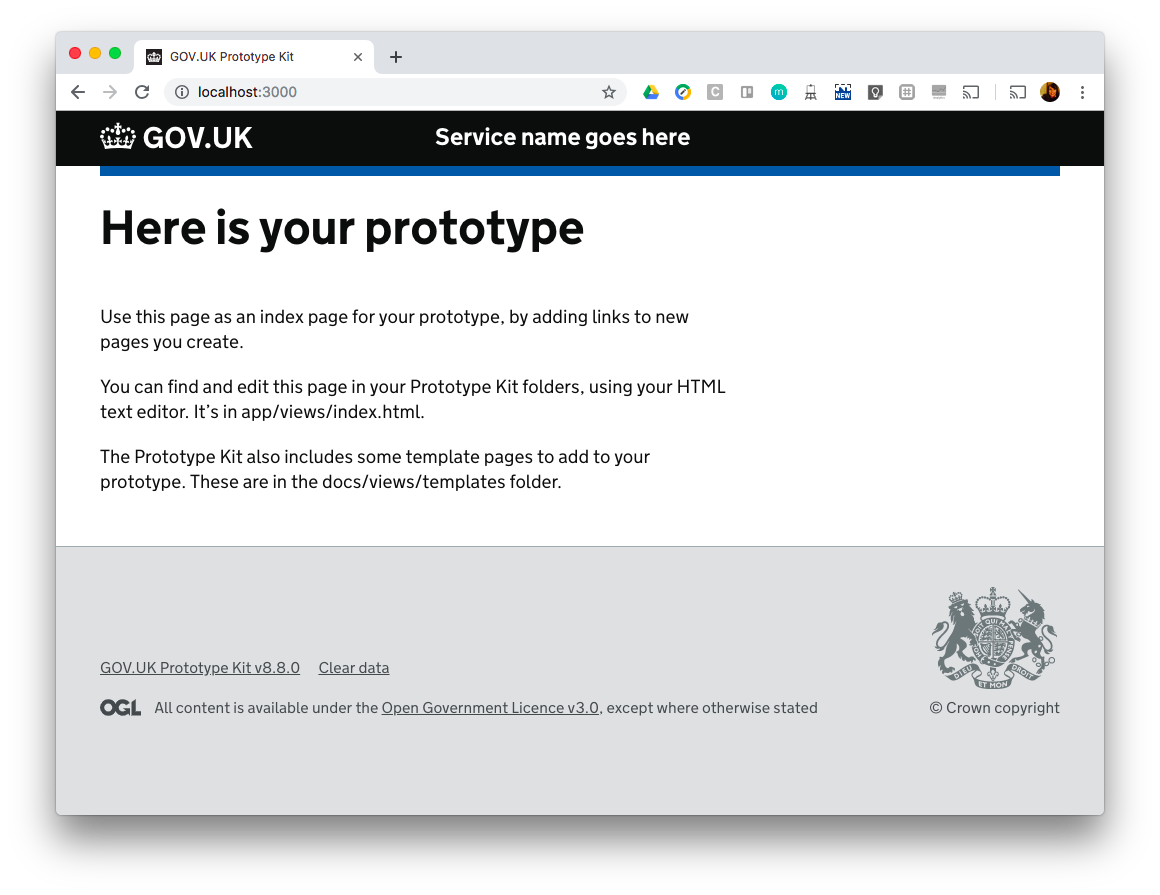 GOV.UK Prototype Kit
localhost:3000
C
m
NEW
GOV.UK
Service name goes here
Here is your prototype
Use this page as an index page for your prototype, by adding links to new
pages you create.
You can find and edit this page in your Prototype Kit folders, using your HTML
text editor. It’s in app/views/index.html.
The Prototype Kit also includes some template pages to add to your
prototype. These are in the docs/views/templates folder.
GOV.UK Prototype Kit v8.8.0 Clear data
DIEU ET MON DROIT
OGL All content is available under the Open Government Licence v3.0, except where otherwise stated
© Crown copyright